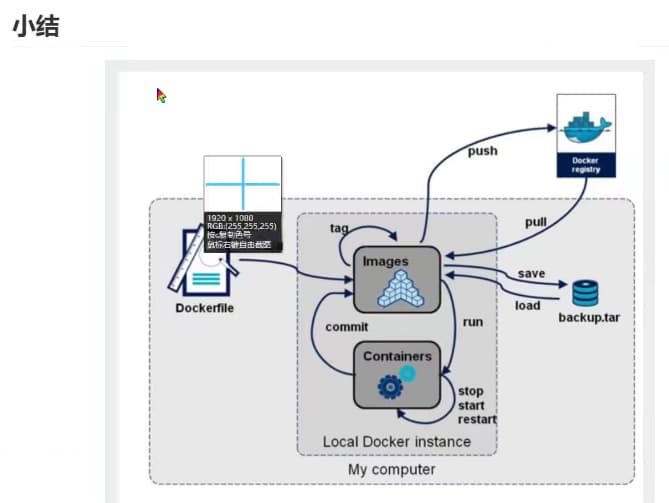 小结
Docker
registry
push
1920 x 1080
RGB:(255,255,255)
按c复制色号
鼠标右键自由截图
tag
pull
Images
save
load
backup.tar
Dockerfile
commit
run
Containers
stop
start
restart
Local Docker instance
My computer